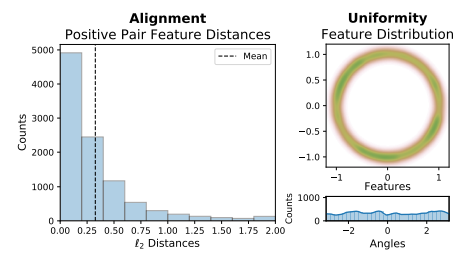 Alignment
Positive Pair Feature Distances
Mean
5000
4000
3000
2000
1000
0
Counts
0.00 0.25 0.50 0.75 1.00 1.25 1.50 1.75 2.00
ℓ2 Distances
Uniformity
Feature Distribution
1.0
0.5
0.0
−0.5
−1.0
−1 0 1
Features
1000
0
Counts
−2 0 2
Angles